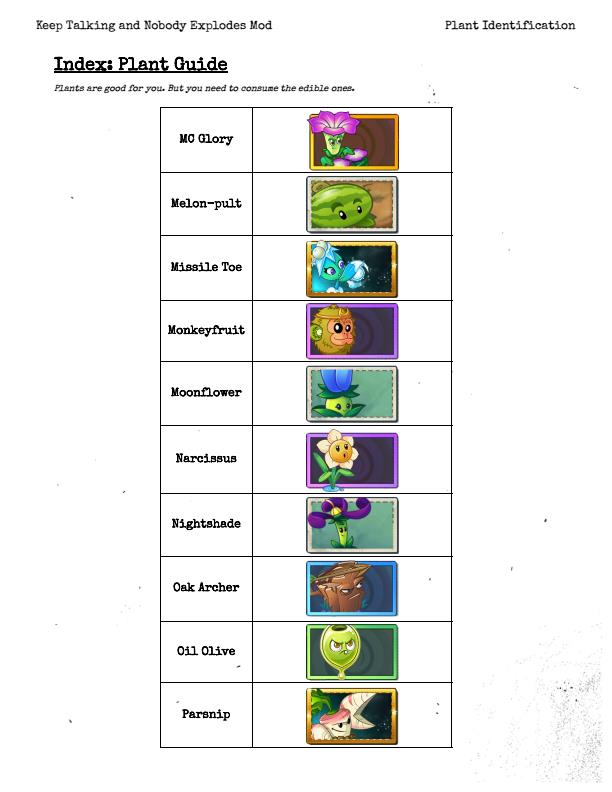 Keep Talking and Nobody Explodes Mod
Plant Identification
Index: Plant Guide
Plants are good for you. But you need to consume the edible ones.
MC Glory
Melon-pult
Missile Toe
Monkeyfruit
Moonflower
Narcissus
Nightshade
Oak Archer
Oil Olive
Parsnip